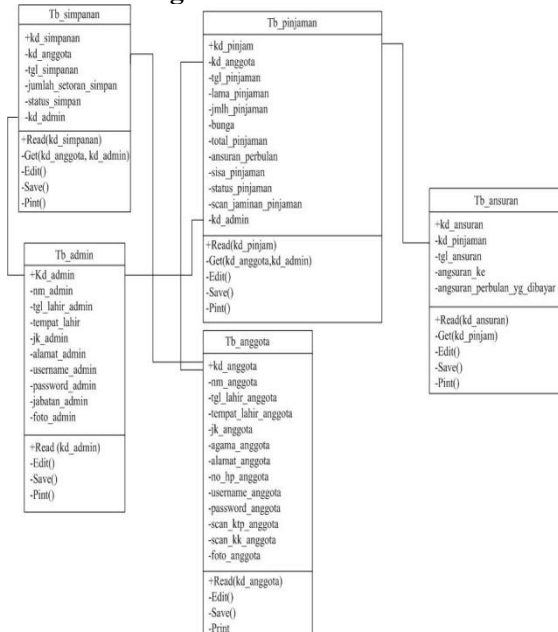 Tb_simpanan
+kd_simpanan
-kd_anggota
-tgl_simpanan
-jumlah_setoran_simpan
-status_simpan
-kd_admin
+Read(kd_simpanan)
-Get(kd_anggota, kd_admin)
-Edit()
-Save()
-Pint()
Tb_pinjaman
+kd_pinjam
-kd_anggota
-tgl_pinjaman
-lama_pinjaman
-jmlh_pinjaman
-bunga
-total_pinjaman
-ansuran_perbulan
-sisa_pinjaman
-status_pinjaman
-scan_jaminan_pinjaman
-kd_admin
+Read(kd_pinjam)
-Get(kd_anggota,kd_admin)
-Edit()
-Save()
-Pint()
Tb_ansuran
+kd_ansuran
-kd_pinjaman
-tgl_ansuran
-angsuran_ke
-angsuran_perbulan_yg_dibayar
+Read(kd_ansuran)
-Get(kd_pinjam)
-Edit()
-Save()
-Pint()
Tb_admin
+Kd_admin
-nm_admin
-tgl_lahir_admin
-tempat_lahir
-jk_admin
-alamat_admin
-username_admin
-password_admin
-jabatan_admin
-foto_admin
+Read (kd_admin)
-Edit()
-Save()
-Pint()
Tb_anggota
+kd_anggota
-nm_anggota
-tgl_lahir_anggota
-tempat_lahir_anggota
-jk_anggota
-agama_anggota
-alamat_anggota
-no_hp_anggota
-username_anggota
-password_anggota
-scan_ktp_anggota
-scan_kk_anggota
-foto_anggota
+Read(kd_anggota)
-Edit()
-Save()
-Print